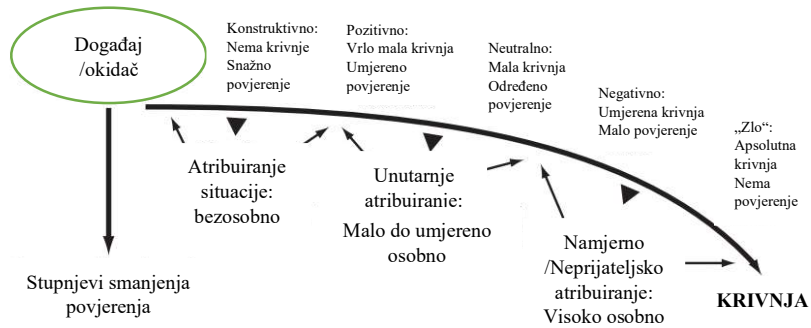 Događaj
/okidač
Konstruktivno:
Nema krivnje
Snažno
povjerenje
Pozitivno:
Vrlo mala krivnja
Umjereno
povjerenje
Neutralno:
Mala krivnja
Određeno
povjerenje
Negativno:
Umjerena krivnja
Malo povjerenje
„Zlo“:
Apsolutna
krivnja
Nema
povjerenje
Atribuiranje
situacije:
bezosobno
Unutarnje
atribuiranje:
Malo do umjereno
osobno
Namjerno
/Neprijateljsko
atribuiranje:
Visoko osobno
Stupnjevi smanjenja
povjerenja
KRIVNJA